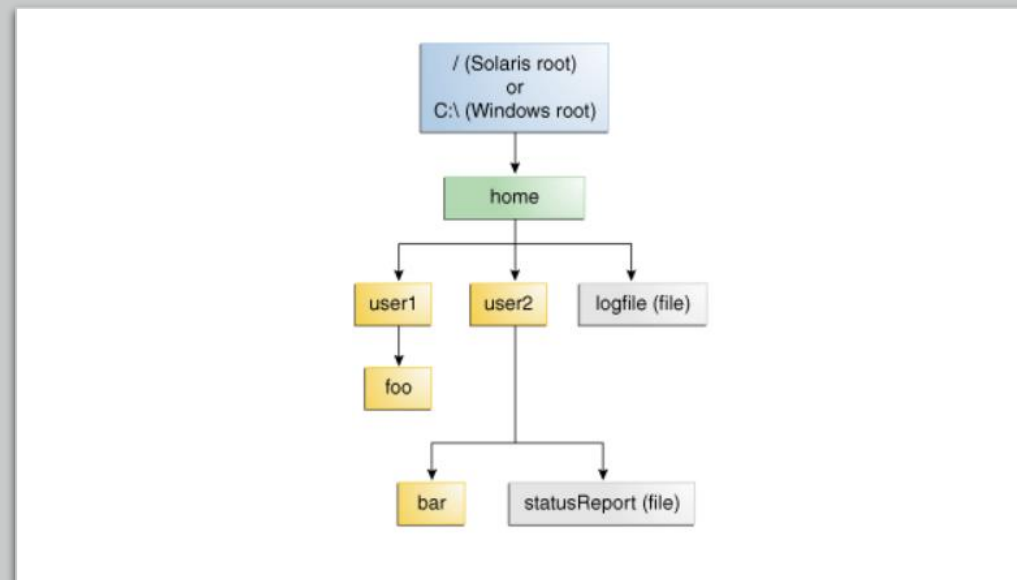 / (Solaris root)
or
C:\ (Windows root)
home
user1
user2
logfile (file)
foo
bar
statusReport (file)